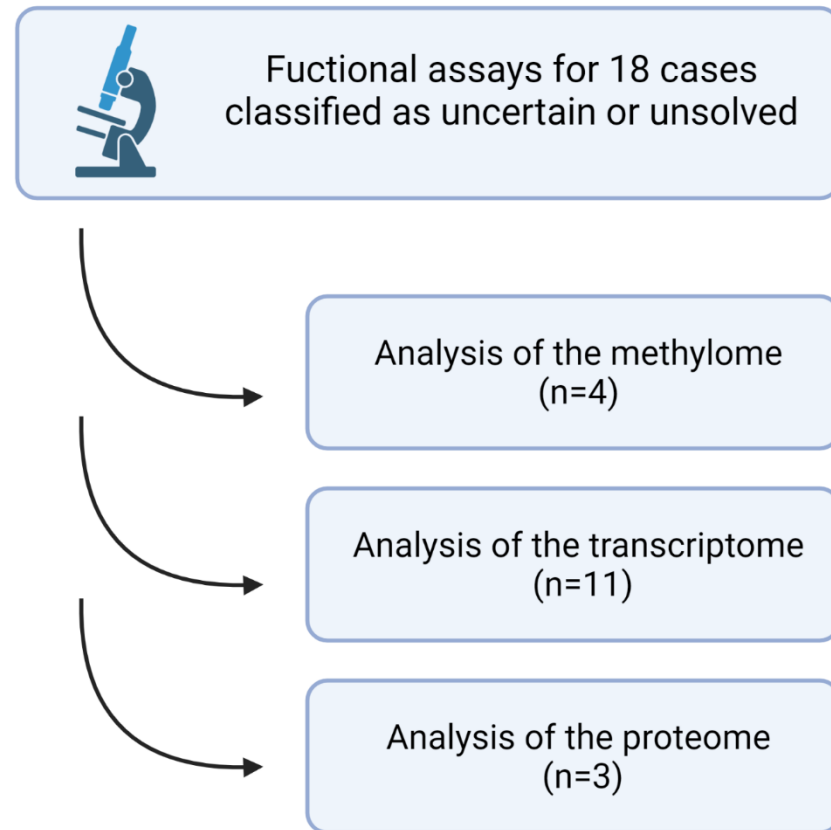 Fuctional assays for 18 cases
classified as uncertain or unsolved
Analysis of the methylome
(n=4)
Analysis of the transcriptome
(n=11)
Analysis of the proteome
(n=3)